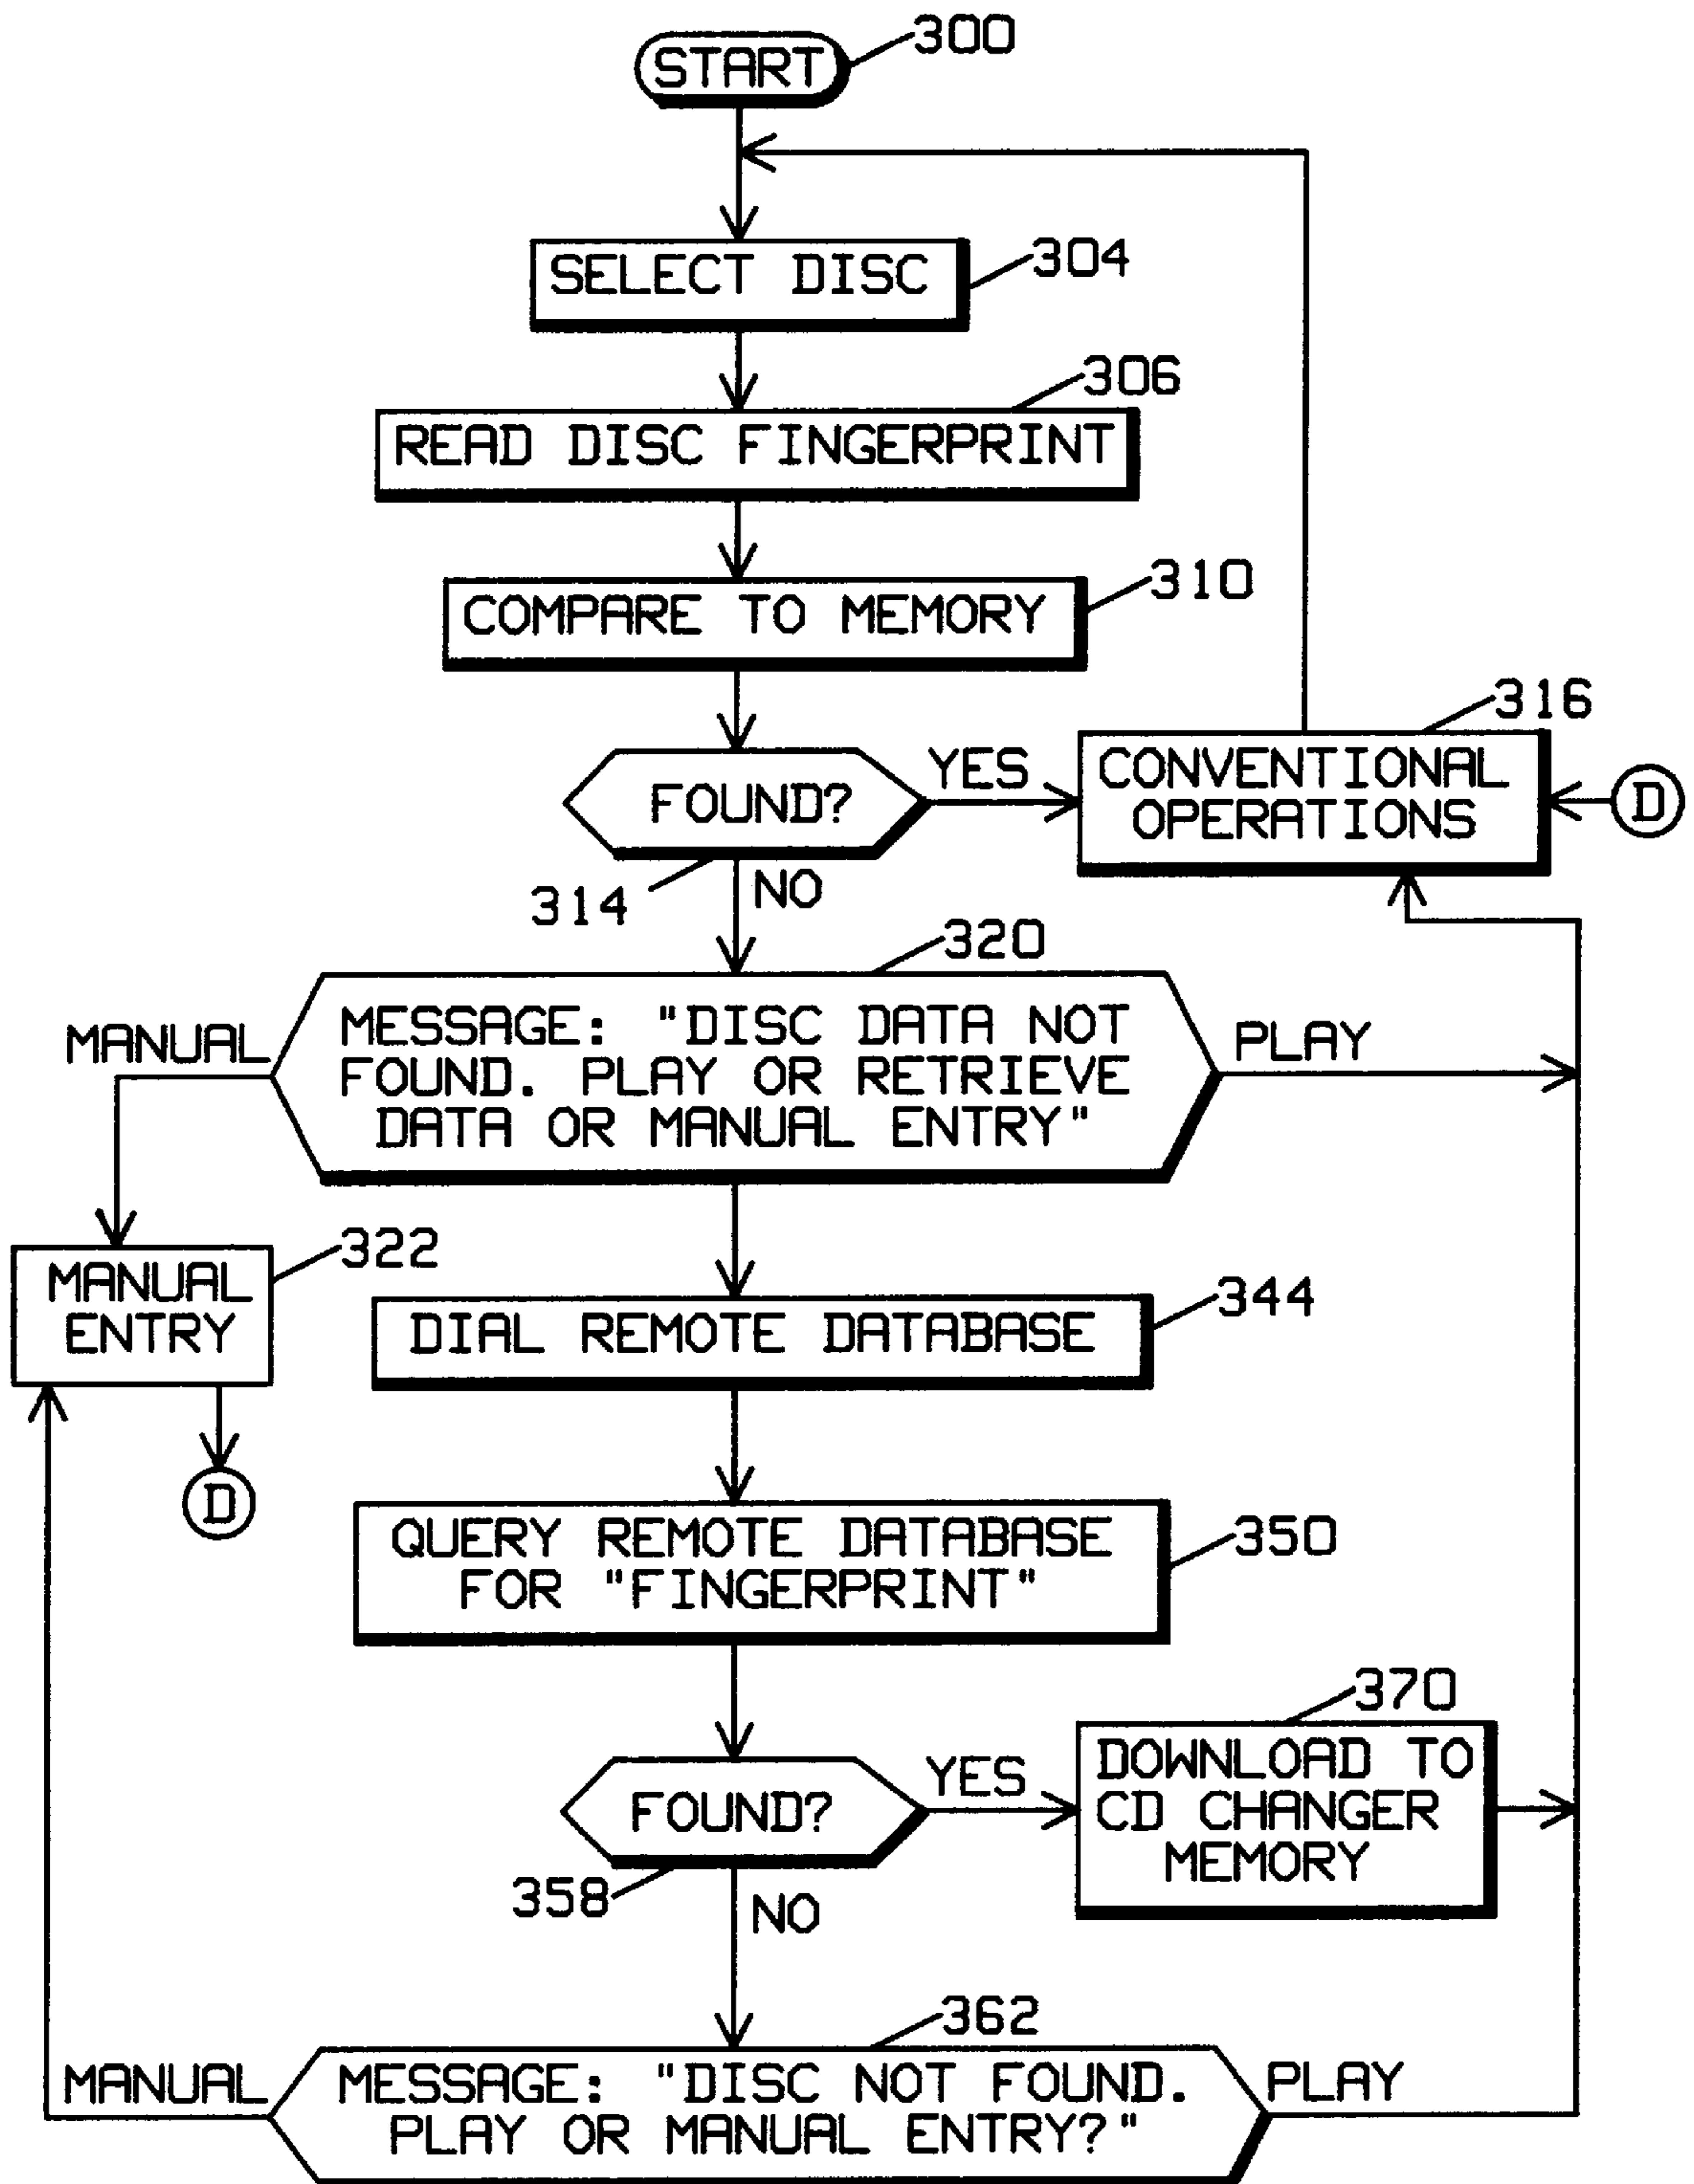 300
START
SELECT DISC
304
306
READ DISC FINGERPRINT
COMPARE TO MEMORY
310
316
FOUND?
YES
CONVENTIONAL
OPERATIONS
D
314
NO
320
MANUAL
MESSAGE: "DISC DATA NOT
FOUND. PLAY OR RETRIEVE
DATA OR MANUAL ENTRY"
PLAY
322
MANUAL
ENTRY
D
344
DIAL REMOTE DATABASE
350
QUERY REMOTE DATABASE
FOR "FINGERPRINT"
370
FOUND?
YES
DOWNLOAD TO
CD CHANGER
MEMORY
358
NO
362
MANUAL
MESSAGE: "DISC NOT FOUND.
PLAY OR MANUAL ENTRY?"
PLAY